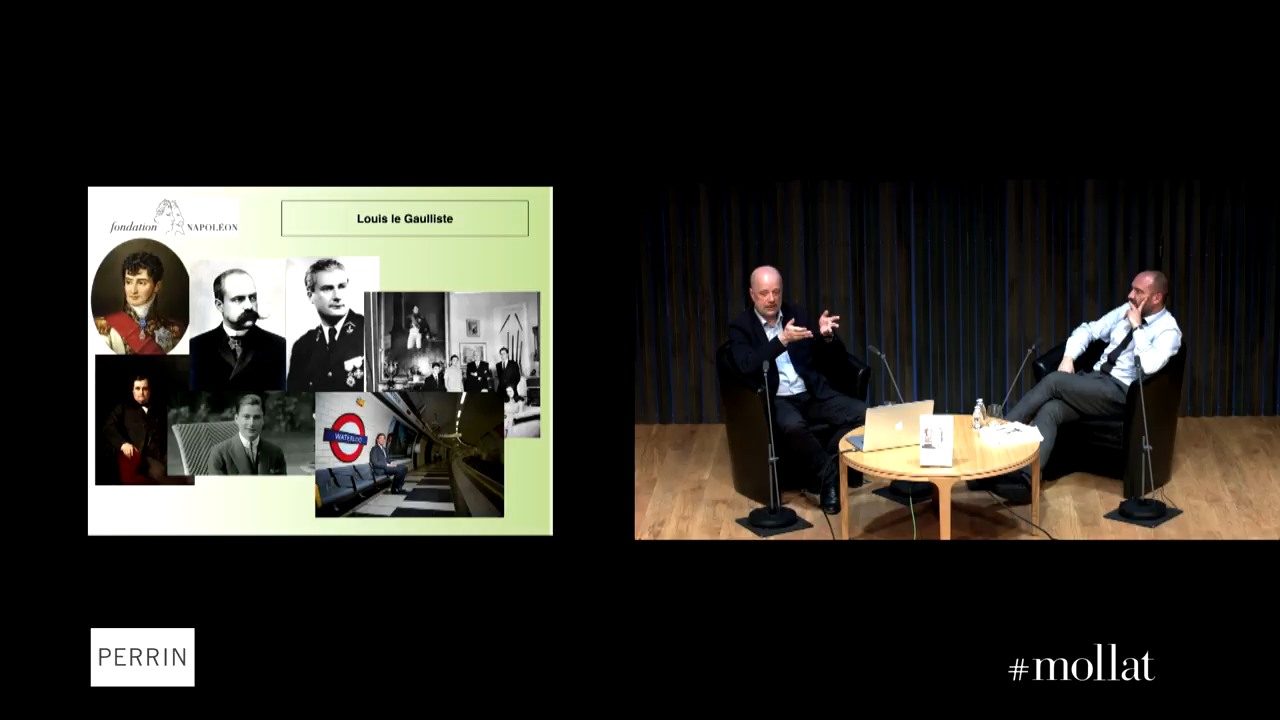 fondation NAPOLÉON
Louis le Gaulliste
WATERLOO
PERRIN
#mollat